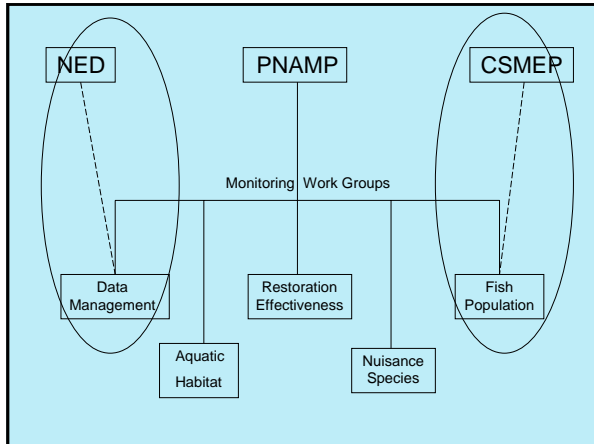 NED
PNAMP
CSMEP
Monitoring Work Groups
Data
Management
Restoration
Effectiveness
Fish
Population
Aquatic
Habitat
Nuisance
Species